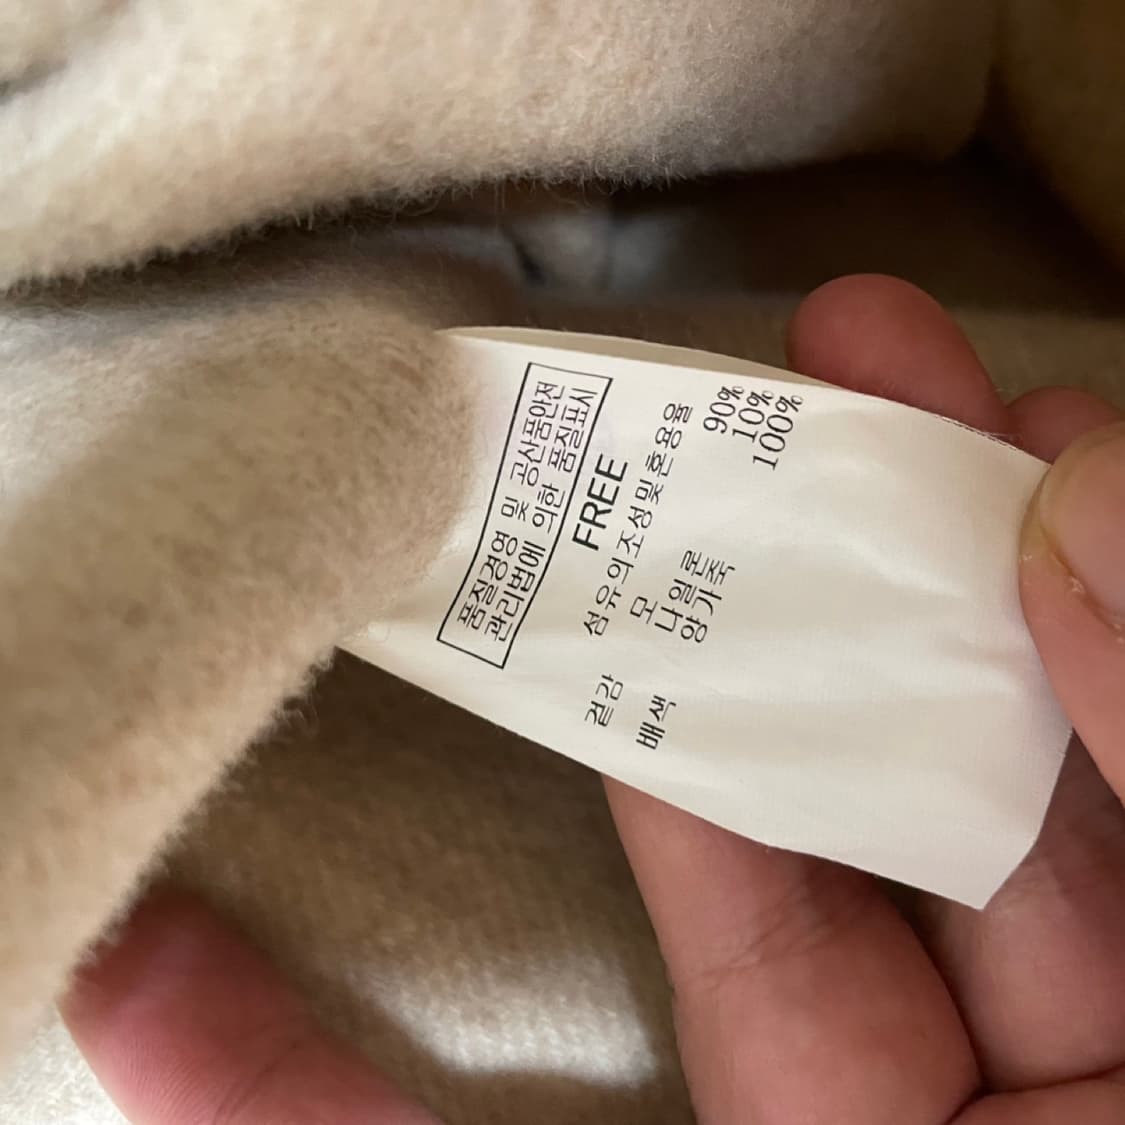 품질경영 및 공산품안전
관리법에 의한 품질표시
FREE
섬유의조성및혼용율
겉감 모 90%
나일론 10%
배색 양가죽 100%